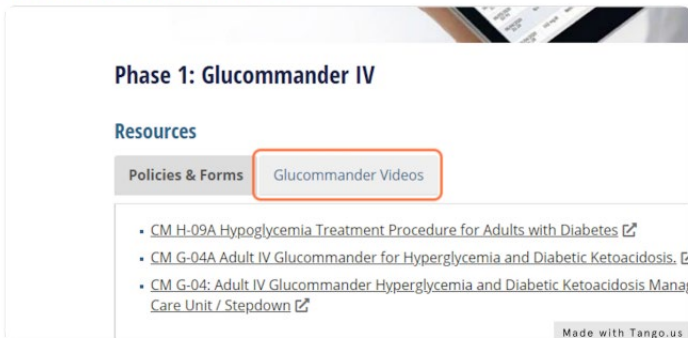 Phase 1: Glucommander IV
Resources
Policies & Forms Glucommander Videos
CM H-09A Hypoglycemia Treatment Procedure for Adults with Diabetes
CM G-04A Adult IV Glucommander for Hyperglycemia and Diabetic Ketoacidosis.
CM G-04: Adult IV Glucommander Hyperglycemia and Diabetic Ketoacidosis
Care Unit / Stepdown
Made with Tango.us